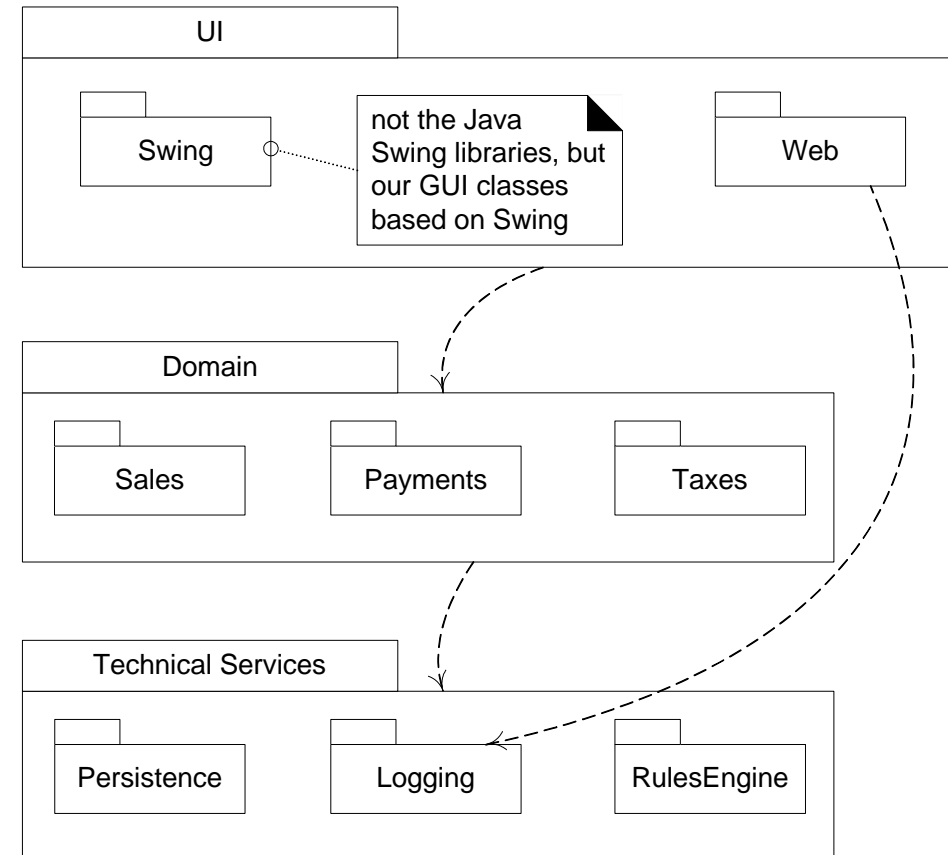 UI
Swing
not the Java
Swing libraries, but
our GUI classes
based on Swing
Web
Domain
Sales
Payments
Taxes
Technical Services
Persistence
Logging
RulesEngine